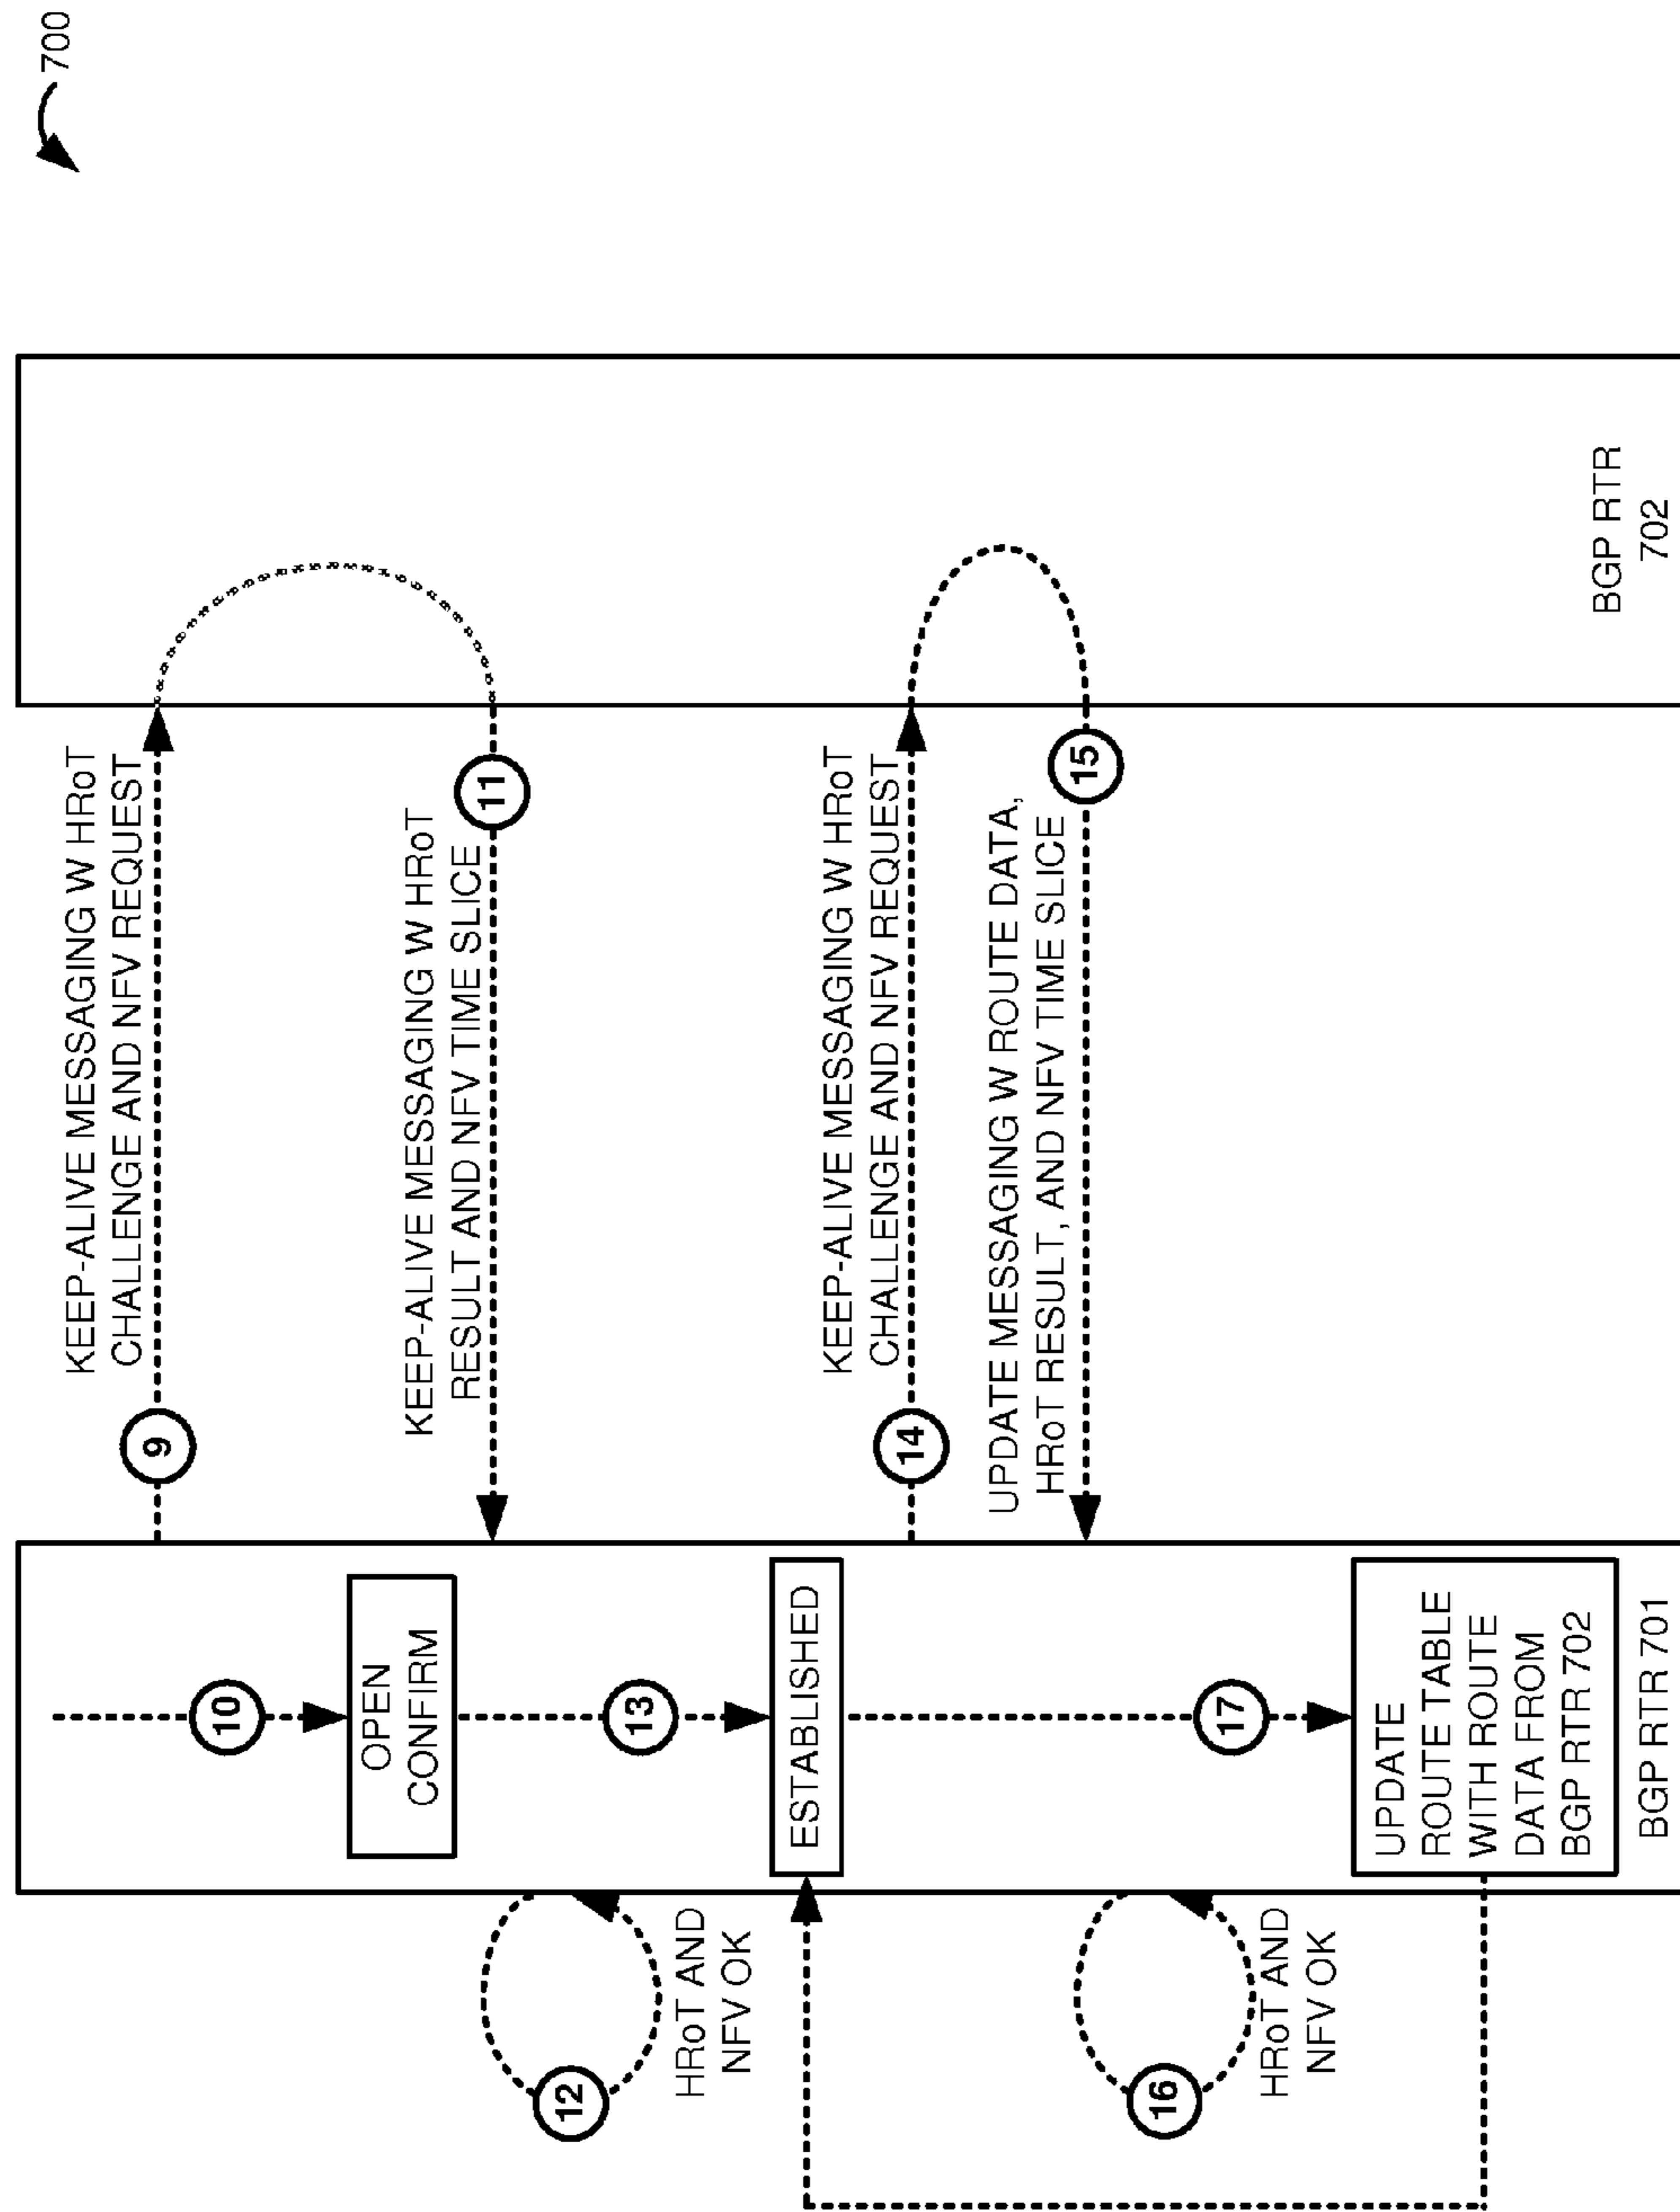 700
9
KEEP-ALIVE MESSAGING W HRoT
CHALLENGE AND NFV REQUEST
10
OPEN
CONFIRM
KEEP-ALIVE MESSAGING W HRoT
RESULT AND NFV TIME SLICE
11
12
HRoT AND
NFV OK
13
ESTABLISHED
14
KEEP-ALIVE MESSAGING W HRoT
CHALLENGE AND NFV REQUEST
UPDATE MESSAGING W ROUTE DATA,
HRoT RESULT, AND NFV TIME SLICE
15
16
HRoT AND
NFV OK
17
UPDATE
ROUTE TABLE
WITH ROUTE
DATA FROM
BGP RTR 702
BGP RTR 701
BGP RTR
702